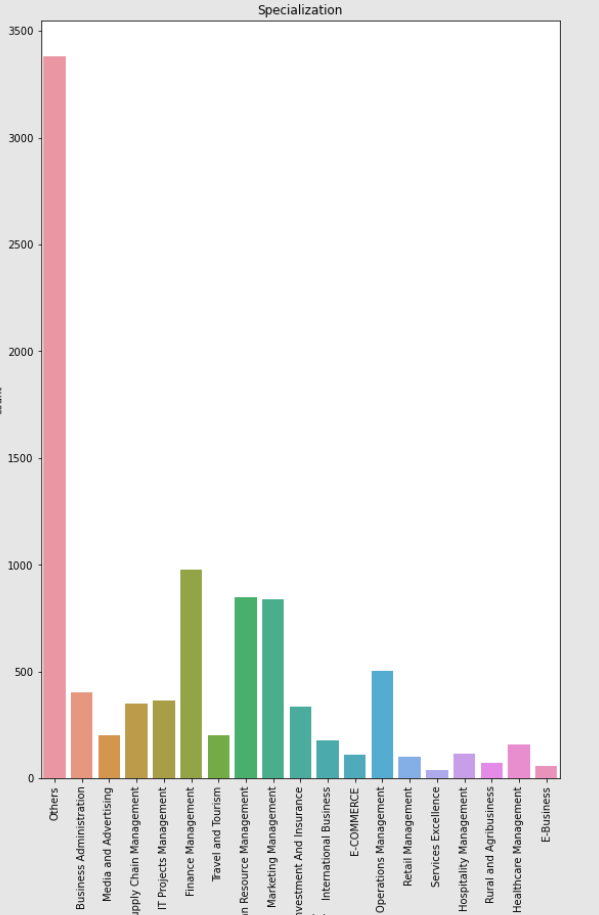 Specialization
3500
3000
2500
2000
1500
1000
500
0
Others
Business Administration
Media and Advertising
upply Chain Management
IT Projects Management
Finance Management
Travel and Tourism
n Resource Management
Marketing Management
nvestment And Insurance
International Business
E-COMMERCE
Operations Management
Retail Management
Services Excellence
Hospitality Management
Rural and Agribusiness
Healthcare Management
E-Business